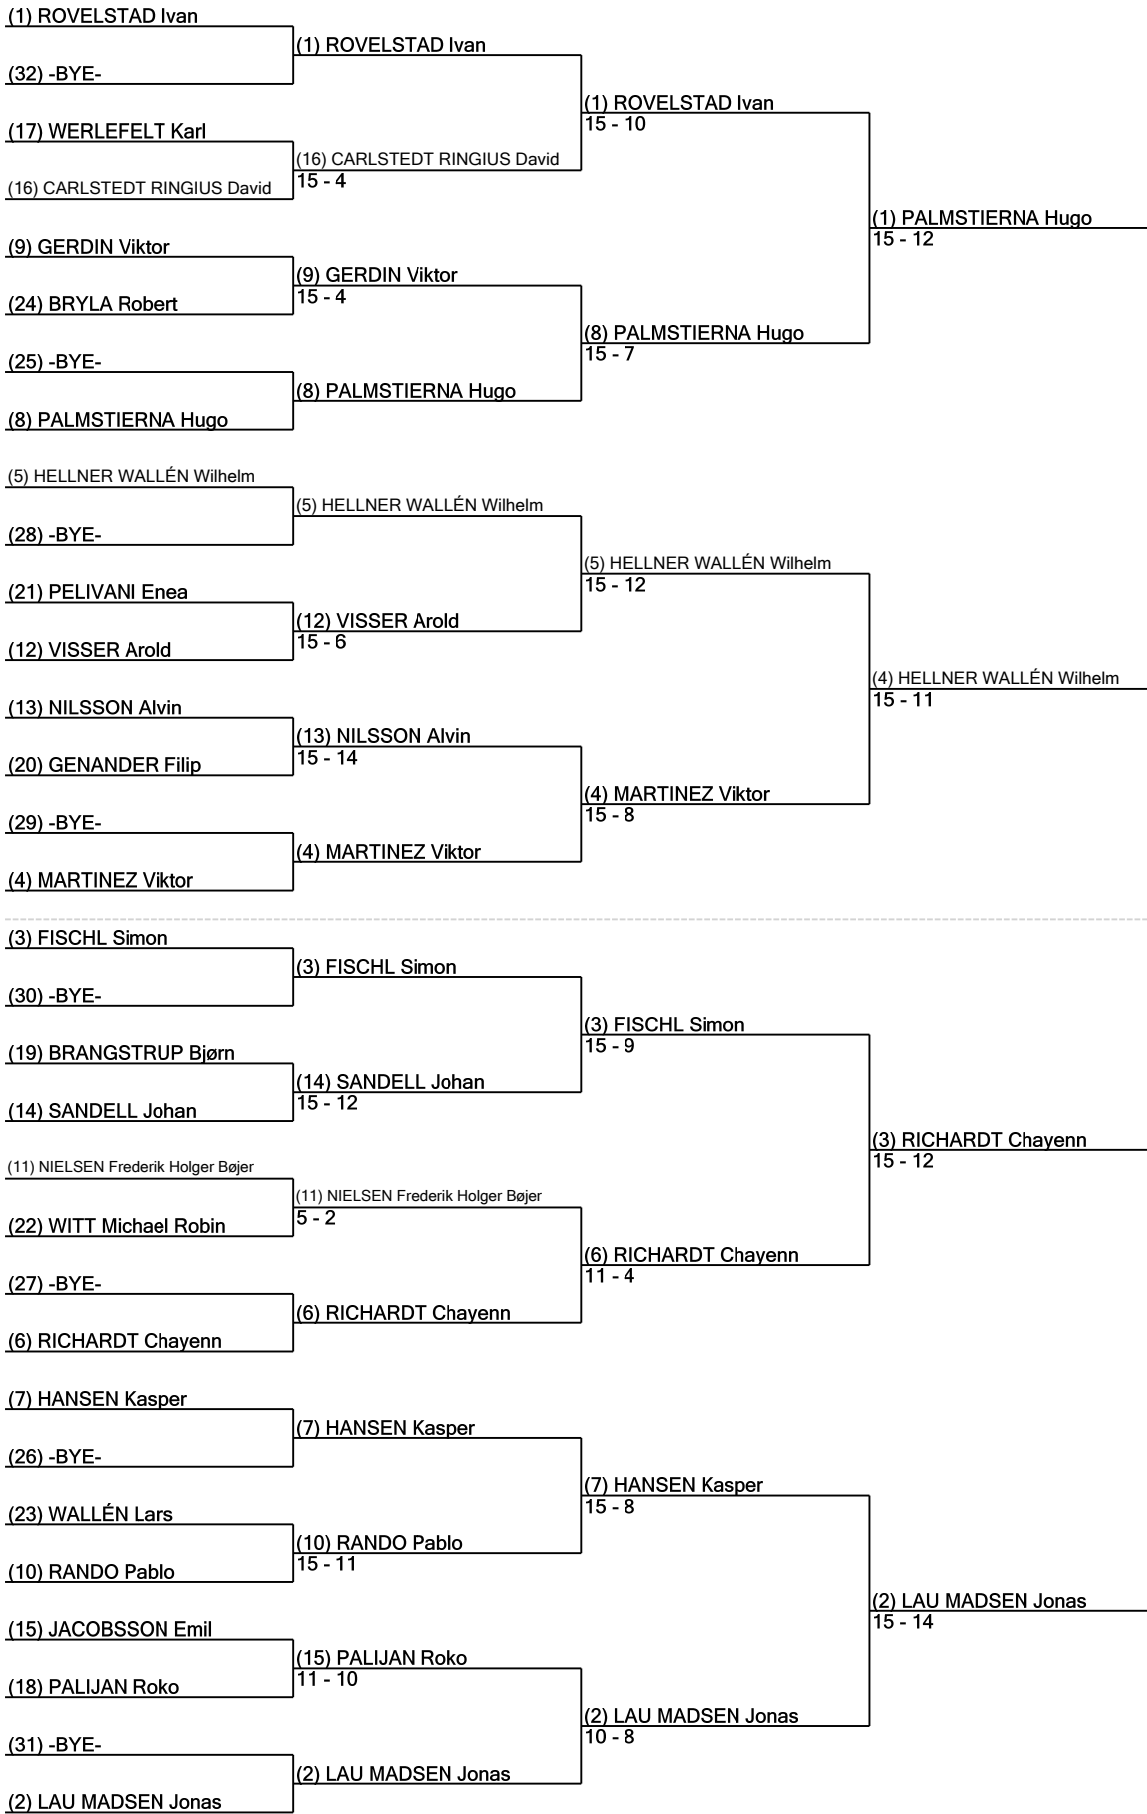 (1) ROVELSTAD Ivan
(32) -BYE-
(17) WERLEFELT Karl
(16) CARLSTEDT RINGIUS David
(9) GERDIN Viktor
(24) BRYLA Robert
(25) -BYE-
(8) PALMSTIERNA Hugo
(5) HELLNER WALLÉN Wilhelm
(28) -BYE-
(21) PELIVANI Enea
(12) VISSER Arold
(13) NILSSON Alvin
(20) GENANDER Filip
(29) -BYE-
(4) MARTINEZ Viktor
(3) FISCHL Simon
(30) -BYE-
(19) BRANGSTRUP Bjørn
(14) SANDELL Johan
(11) NIELSEN Frederik Holger Bøjer
(22) WITT Michael Robin
(27) -BYE-
(6) RICHARDT Chayenn
(7) HANSEN Kasper
(26) -BYE-
(23) WALLÉN Lars
(10) RANDO Pablo
(15) JACOBSSON Emil
(18) PALIJAN Roko
(31) -BYE-
(2) LAU MADSEN Jonas
(1) ROVELSTAD Ivan
(16) CARLSTEDT RINGIUS David
15 - 4
(9) GERDIN Viktor
15 - 4
(8) PALMSTIERNA Hugo
(5) HELLNER WALLÉN Wilhelm
(12) VISSER Arold
15 - 6
(13) NILSSON Alvin
15 - 14
(4) MARTINEZ Viktor
(3) FISCHL Simon
(14) SANDELL Johan
15 - 12
(11) NIELSEN Frederik Holger Bøjer
5 - 2
(6) RICHARDT Chayenn
(7) HANSEN Kasper
(10) RANDO Pablo
15 - 11
(15) PALIJAN Roko
11 - 10
(2) LAU MADSEN Jonas
(1) ROVELSTAD Ivan
15 - 10
(8) PALMSTIERNA Hugo
15 - 7
(5) HELLNER WALLÉN Wilhelm
15 - 12
(4) MARTINEZ Viktor
15 - 8
(3) FISCHL Simon
15 - 9
(6) RICHARDT Chayenn
11 - 4
(7) HANSEN Kasper
15 - 8
(2) LAU MADSEN Jonas
10 - 8
(1) PALMSTIERNA Hugo
15 - 12
(4) HELLNER WALLÉN Wilhelm
15 - 11
(3) RICHARDT Chayenn
15 - 12
(2) LAU MADSEN Jonas
15 - 14